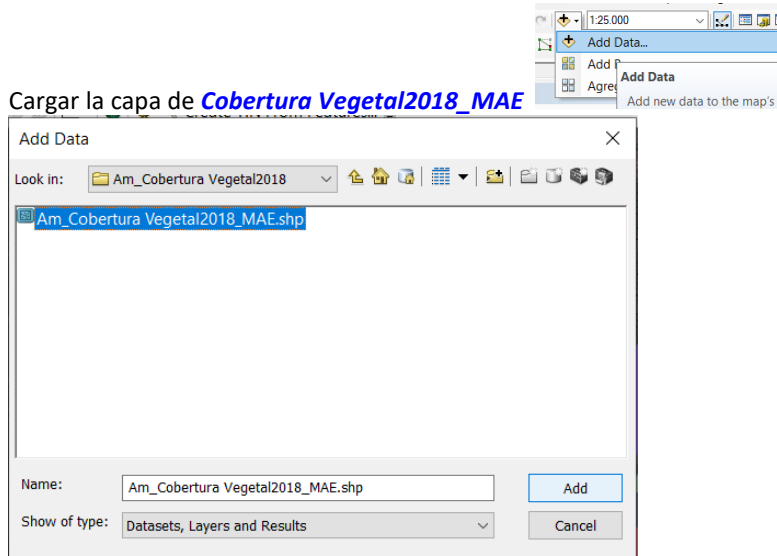 1:25.000
Add Data...
Add
Add Data
Agre
Add new data to the map's
Cargar la capa de Cobertura Vegetal2018_MAE
Add Data
Look in: Am_Cobertura Vegetal2018
Am_Cobertura Vegetal2018_MAE.shp
Name: Am_Cobertura Vegetal2018_MAE.shp Add
Show of type: Datasets, Layers and Results Cancel